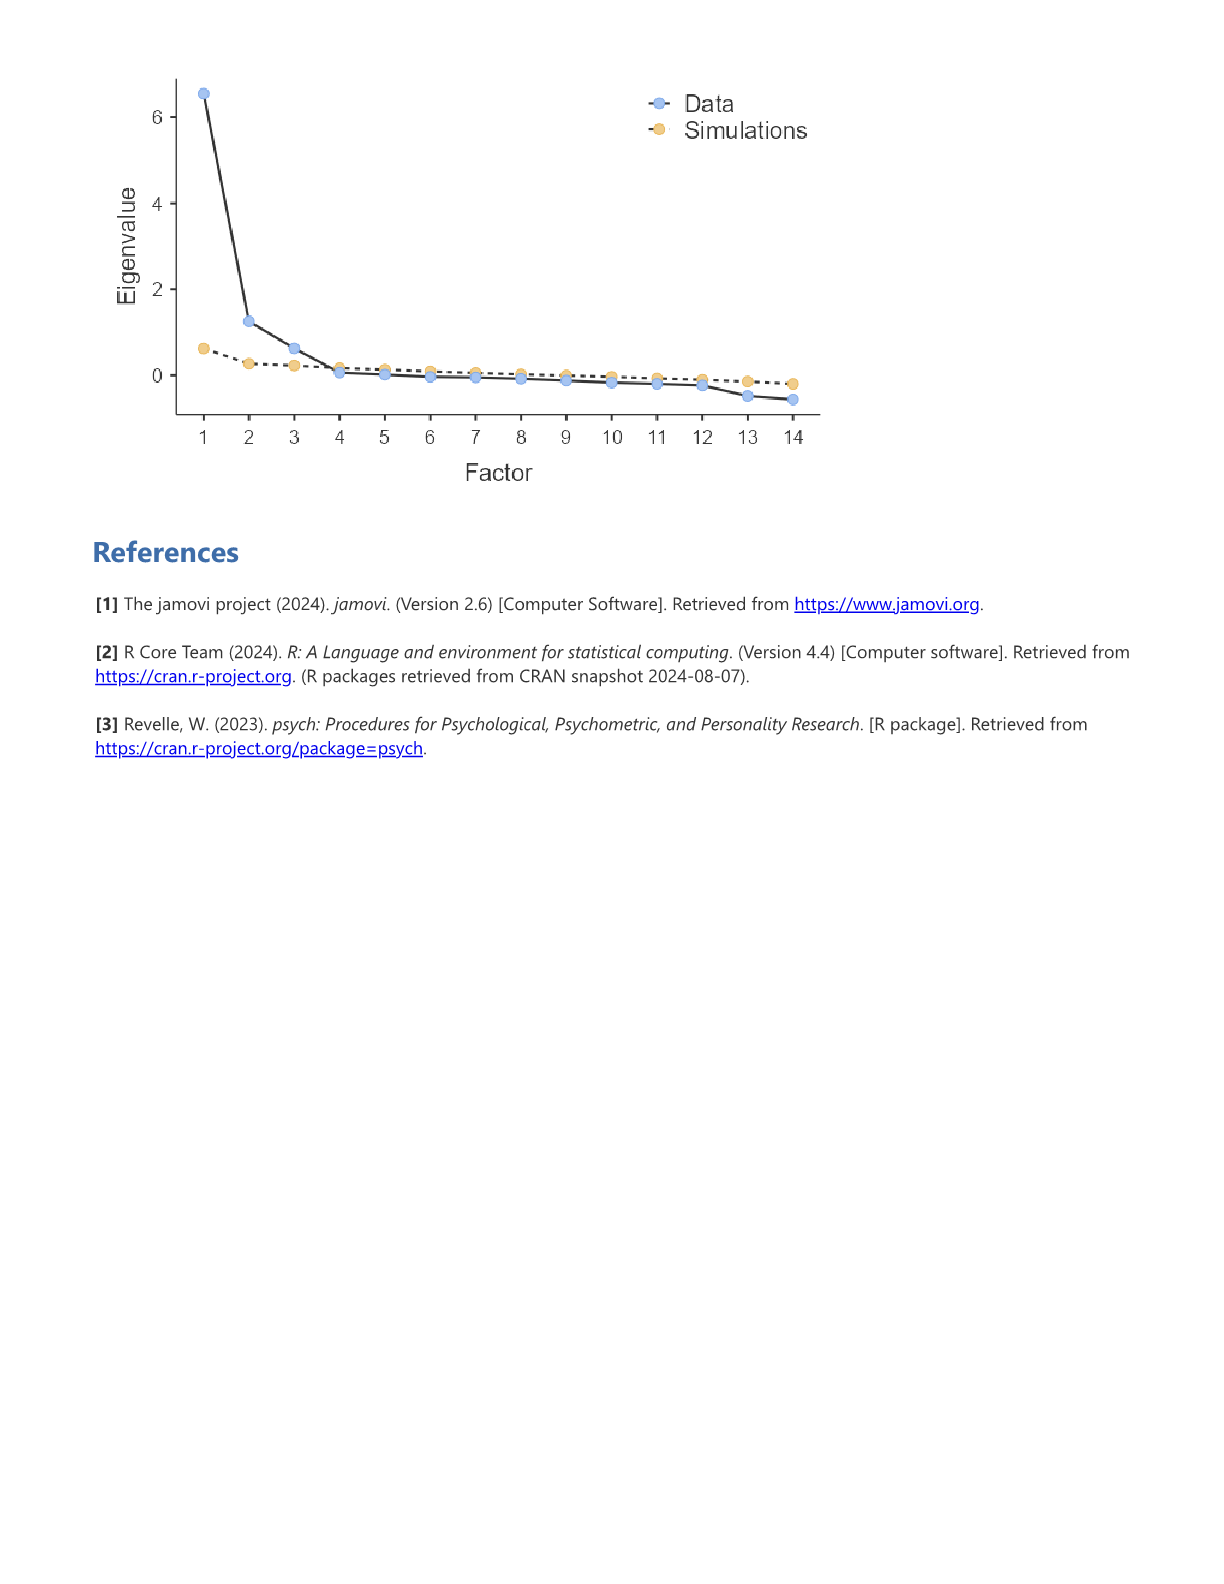 Data
Simulations
6
4
2
0
Eigenvalue
1 2 3 4 5 6 7 8 9 10 11 12 13 14
Factor
References
[1] The jamovi project (2024). jamovi. (Version 2.6) [Computer Software]. Retrieved from https://www.jamovi.org.
[2] R Core Team (2024). R: A Language and environment for statistical computing. (Version 4.4) [Computer software]. Retrieved from
https://cran.r-project.org. (R packages retrieved from CRAN snapshot 2024-08-07).
[3] Revelle, W. (2023). psych: Procedures for Psychological, Psychometric, and Personality Research. [R package]. Retrieved from
https://cran.r-project.org/package=psych.